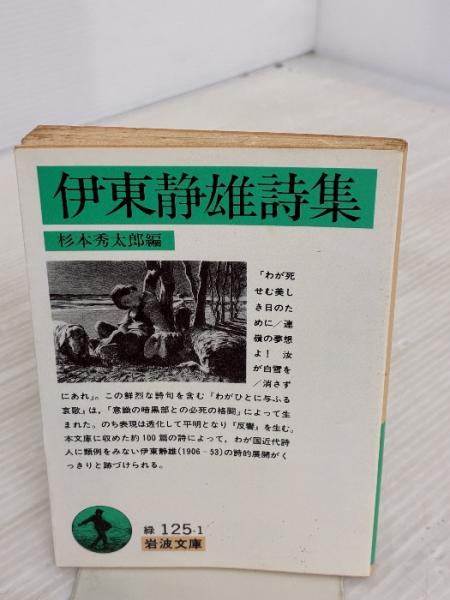 伊東静雄詩集
杉本秀太郎編
「わが死
せむ美し
き日のた
めに／連
嶺の夢想
よ！ 汝
が白雪を
／消さず
にあれ」。この鮮烈な詩句を含む「わがひとに与ふる
哀歌」は，「意識の暗黒部との必死の格闘」によって生
まれた。のち表現は透化して平明となり『反響』を生む。
本文庫に収めた約100篇の詩によって，わが国近代詩
人に類例をみない伊東静雄(1906‐53)の詩的展開がく
っきりと跡づけられる。
緑 125-1
岩波文庫